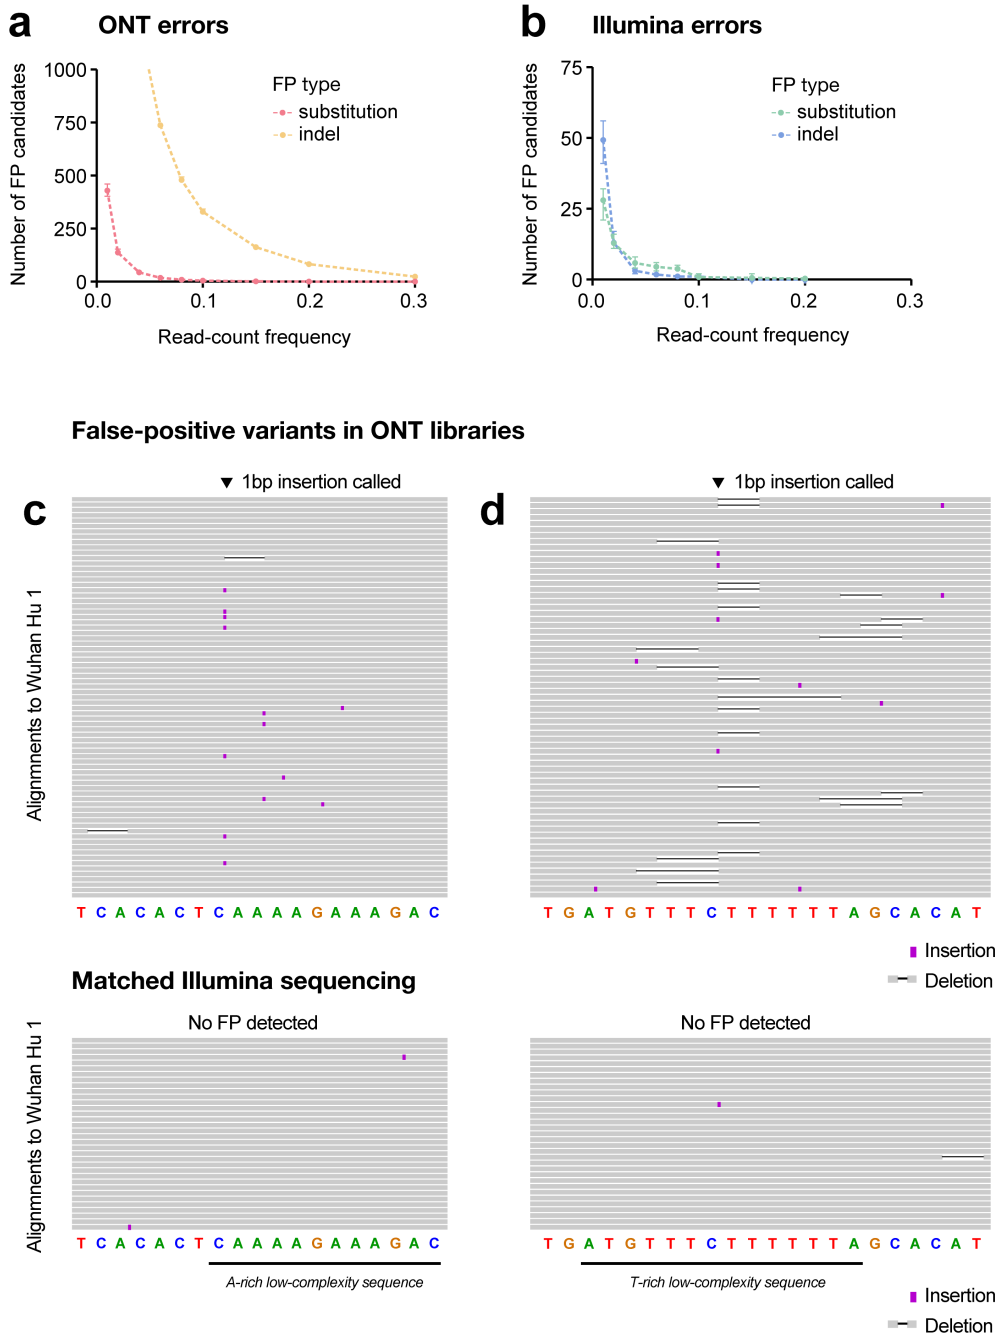 a ONT errors
Number of FP candidates
1000
750
500
250
0
0.0 0.1 0.2 0.3
Read-count frequency
FP type
substitution
indel
b Illumina errors
Number of FP candidates
75
50
25
0
0.0 0.1 0.2 0.3
Read-count frequency
FP type
substitution
indel
False-positive variants in ONT libraries
c
1bp insertion called
Alignmnents to Wuhan Hu 1
T C A C A C T C A A A A G A A A G A C
d
1bp insertion called
T G A T G T T T C T T T T T T A G C A C A T
Insertion
Deletion
Matched Illumina sequencing
No FP detected
Alignmnents to Wuhan Hu 1
T C A C A C T C A A A A G A A A G A C
A-rich low-complexity sequence
No FP detected
T G A T G T T T C T T T T T T A G C A C A T
T-rich low-complexity sequence
Insertion
Deletion